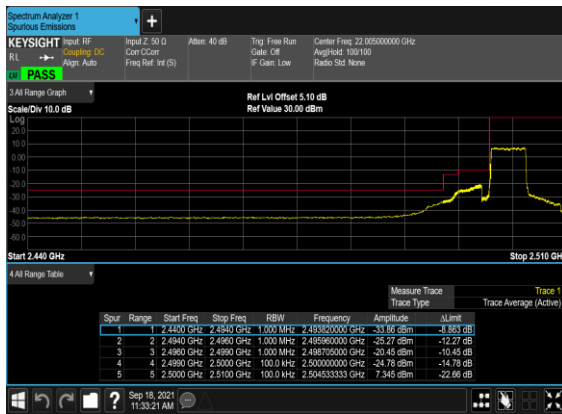 Spectrum Analyzer 1
Spurious Emissions
KEYSIGHT Input: RF Input Z: 50 Ω Atten: 40 dB Trig: Free Run Center Freq: 22.005000000 GHz
RL Coupling: DC Corr CCorr Gate: Off Avg|Hold: 100/100
Align: Auto Freq Ref: Int (S) IF Gain: Low Radio Std: None
PASS
3 All Range Graph
Ref Lvl Offset 5.10 dB
Scale/Div 10.0 dB Ref Value 30.00 dBm
Log
20.0
10.0
0.00
-10.0
-20.0
-30.0
-40.0
-50.0
-60.0
Start 2.440 GHz Stop 2.510 GH
4 All Range Table
Measure Trace Trace 1
Trace Type Trace Average (Active)
Spur Range Start Freq Stop Freq RBW Frequency Amplitude ΔLimit
1 1 2.4400 GHz 2.4940 GHz 1.000 MHz 2.493820000 GHz -33.86 dBm -8.863 dB
2 2 2.4940 GHz 2.4960 GHz 1.000 MHz 2.495960000 GHz -25.27 dBm -12.27 dB
3 3 2.4960 GHz 2.4990 GHz 1.000 MHz 2.498705000 GHz -20.45 dBm -10.45 dB
4 4 2.4990 GHz 2.5000 GHz 100.0 kHz 2.500000000 GHz -24.78 dBm -14.78 dB
5 5 2.5000 GHz 2.5100 GHz 100.0 kHz 2.504533333 GHz 7.345 dBm -22.66 dB
Sep 18, 2021
11:33:21 AM